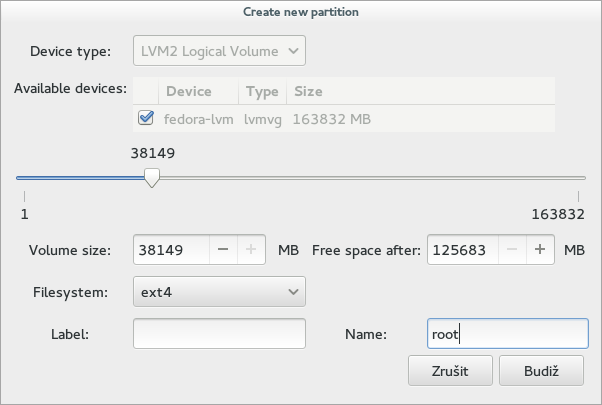 Create new partition
Device type: LVM2 Logical Volume
Available devices: Device Type Size
fedora-lvm lvmvg 163832 MB
38149
1 163832
Volume size: 38149 − + MB Free space after: 125683 − + MB
Filesystem: ext4
Label: Name: root
Zrušit Budiž